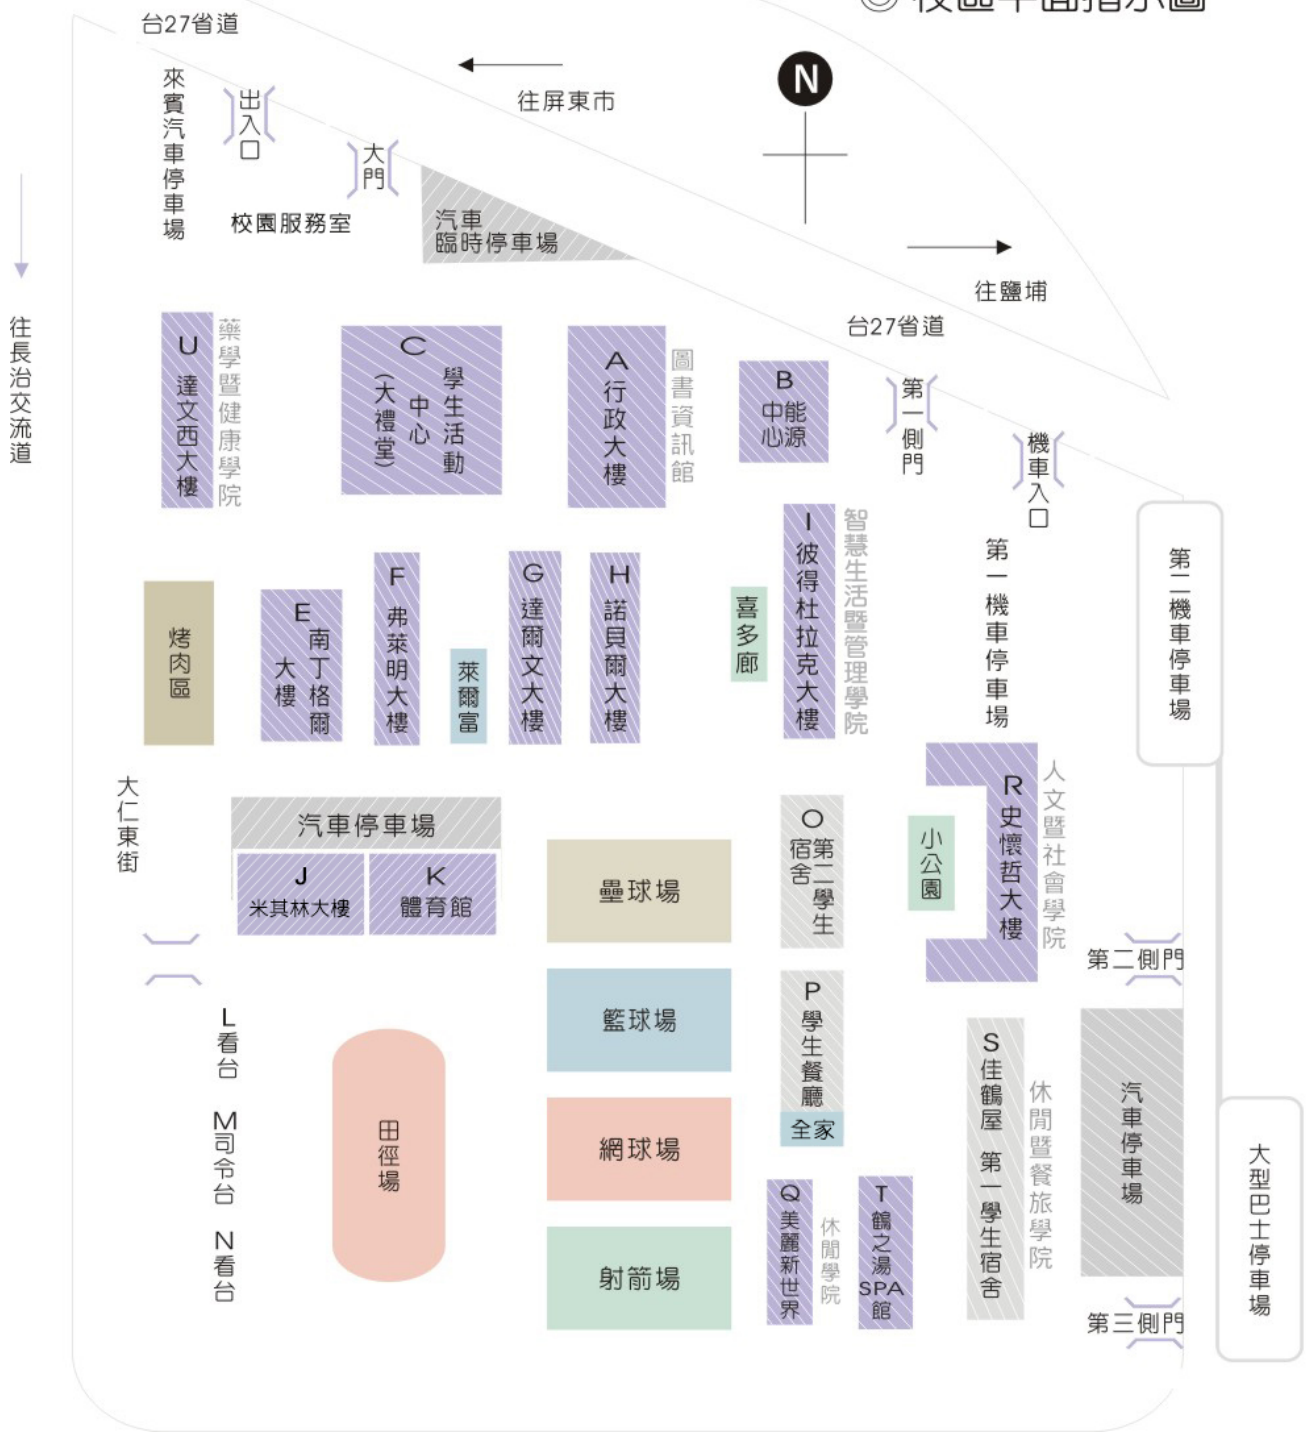 ◎ 校區平面指示圖
台27省道
往屏東市
N
來賓汽車停車場
出入口
大門
校園服務室
汽車
臨時停車場
往鹽埔
台27省道
往長治交流道
U 達文西大樓
藥學暨健康學院
C
學生活動
中心
(大禮堂)
A 行政大樓
圖書資訊館
B
能源
中心
第一側門
機車入口
I 彼得杜拉克大樓
智慧生活暨管理學院
第一機車停車場
第二機車停車場
烤肉區
E
南丁格爾
大樓
F 弗萊明大樓
萊爾富
G 達爾文大樓
H 諾貝爾大樓
喜多廊
大仁東街
汽車停車場
J
米其林大樓
K
體育館
壘球場
O
第二學生
宿舍
小公園
R 史懷哲大樓
人文暨社會學院
第二側門
籃球場
P 學生餐廳
全家
L看台
M司令台
N看台
田徑場
網球場
射箭場
Q 美麗新世界
休閒學院
T 鶴之湯
SPA
館
S 佳鶴屋 第一學生宿舍
休閒暨餐旅學院
汽車停車場
大型巴士停車場
第三側門